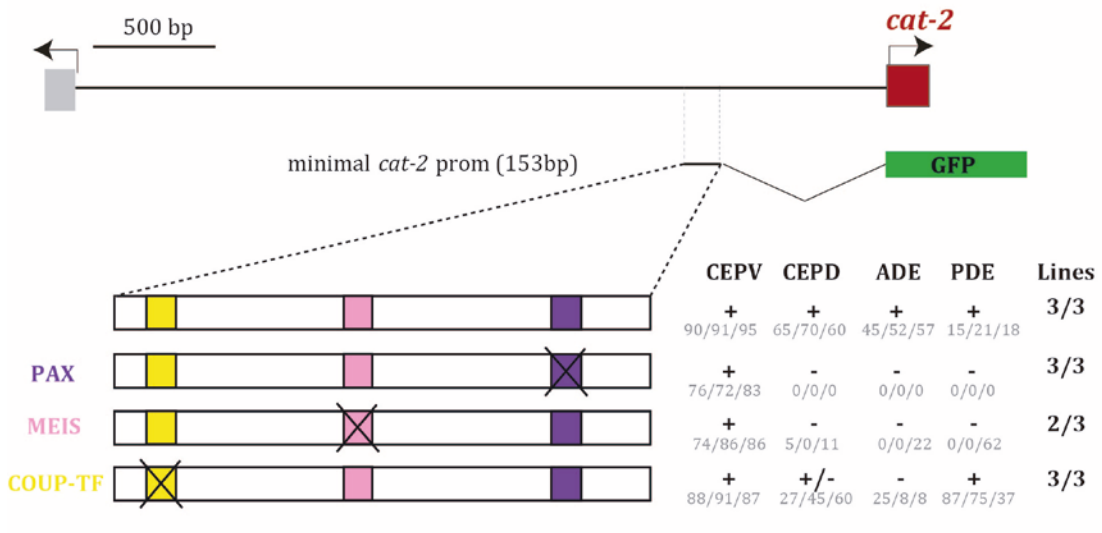 500 bp
cat-2
minimal cat-2 prom (153bp)
GFP
CEPV CEPD ADE PDE Lines
+ + + + 3/3
90/91/95 65/70/60 45/52/57 15/21/18
PAX + - - - 3/3
76/72/83 0/0/0 0/0/0 0/0/0
MEIS + - - - 2/3
74/86/86 5/0/11 0/0/22 0/0/62
COUP-TF + +/- - + 3/3
88/91/87 27/45/60 25/8/8 87/75/37